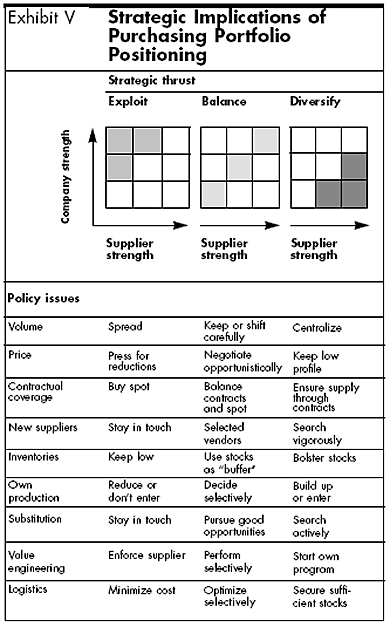 Exhibit V
Strategic Implications of
Purchasing Portfolio
Positioning
Strategic thrust
Exploit Balance Diversify
Company strength
Supplier strength Supplier strength Supplier strength
Policy issues
Volume Spread Keep or shift carefully Centralize
Price Press for reductions Negotiate opportunistically Keep low profile
Contractual coverage Buy spot Balance contracts and spot Ensure supply through contracts
New suppliers Stay in touch Selected vendors Search vigorously
Inventories Keep low Use stocks as "buffer" Bolster stocks
Own production Reduce or don't enter Decide selectively Build up or enter
Substitution Stay in touch Pursue good opportunities Search actively
Value engineering Enforce supplier Perform selectively Start own program
Logistics Minimize cost Optimize selectively Secure suffi- cient stocks